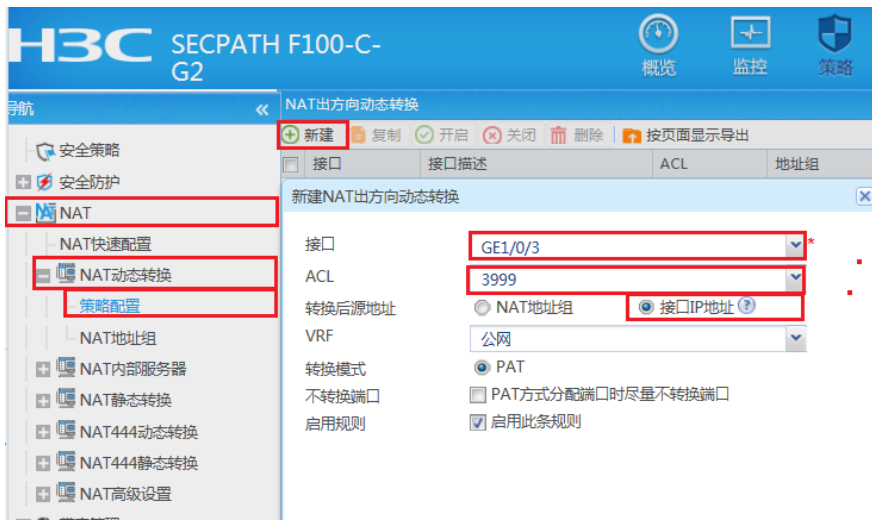 H3C SECPATH F100-C-
G2
概览 监控 策略
导航 « NAT出方向动态转换
新建 复制 开启 关闭 删除 按页面显示导出
接口 接口描述 ACL 地址组
安全策略
安全防护
新建NAT出方向动态转换
NAT
NAT快速配置
接口 GE1/0/3 *
NAT动态转换
ACL 3999
策略配置
转换后源地址 NAT地址组 接口IP地址 ?
NAT地址组
VRF 公网
NAT内部服务器
转换模式 PAT
NAT静态转换
不转换端口 PAT方式分配端口时尽量不转换端口
NAT444动态转换
启用规则 启用此条规则
NAT444静态转换
NAT高级设置